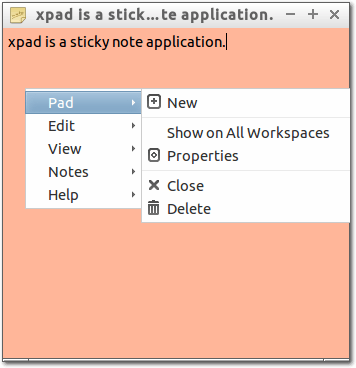 xpad is a stick...te application.
xpad is a sticky note application.
Pad
Edit
View
Notes
Help
New
Show on All Workspaces
Properties
Close
Delete